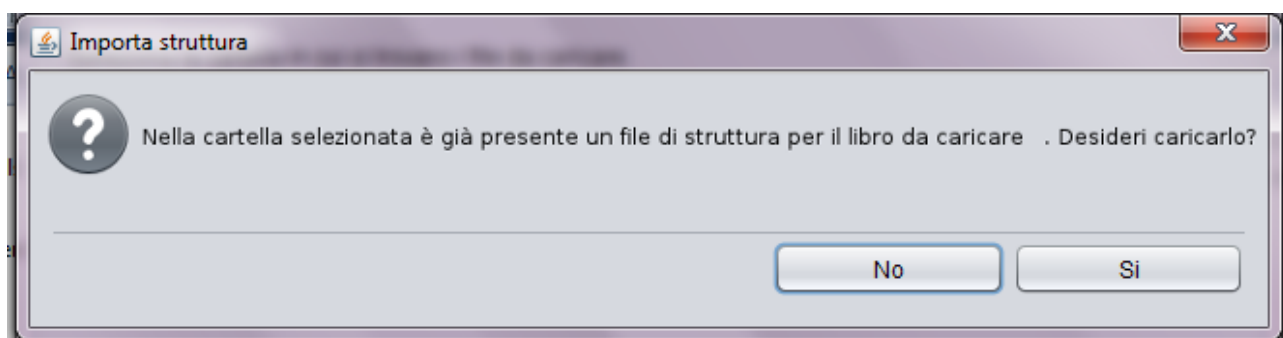 Importa struttura
Nella cartella selezionata è già presente un file di struttura per il libro da caricare . Desideri caricarlo?
No Si